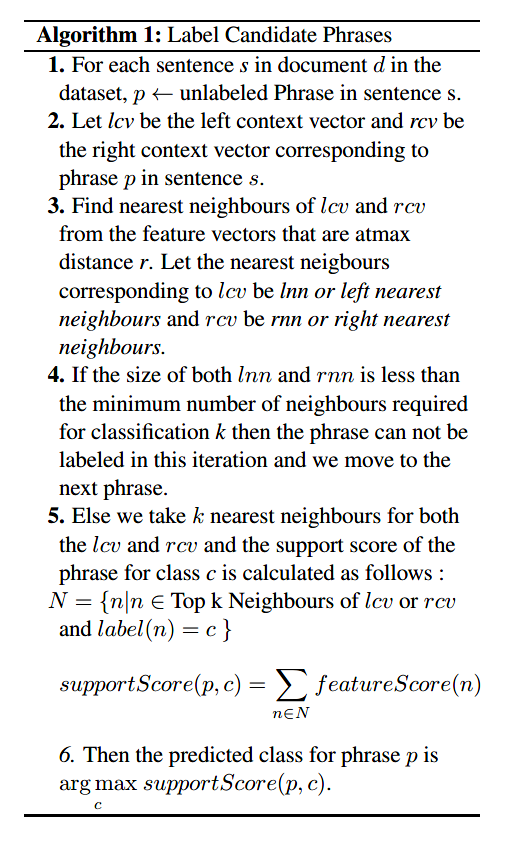 Algorithm 1: Label Candidate Phrases
1. For each sentence s in document d in the
dataset, p ← unlabeled Phrase in sentence s.
2. Let lcv be the left context vector and rcv be
the right context vector corresponding to
phrase p in sentence s.
3. Find nearest neighbours of lcv and rcv
from the feature vectors that are atmax
distance r. Let the nearest neigbours
corresponding to lcv be lnn or left nearest
neighbours and rcv be rnn or right nearest
neighbours.
4. If the size of both lnn and rnn is less than
the minimum number of neighbours required
for classification k then the phrase can not be
labeled in this iteration and we move to the
next phrase.
5. Else we take k nearest neighbours for both
the lcv and rcv and the support score of the
phrase for class c is calculated as follows :
N = {n|n ∈ Top k Neighbours of lcv or rcv
and label(n) = c }
supportScore(p, c) = ∑ featureScore(n)
n∈N
6. Then the predicted class for phrase p is
arg max supportScore(p, c).
c